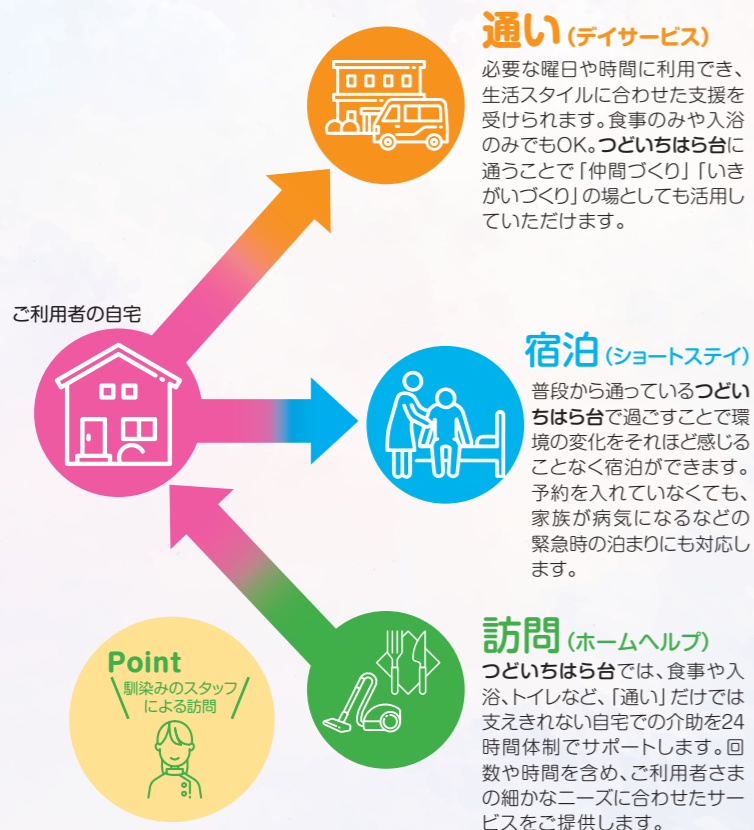 通い(デイサービス)
必要な曜日や時間に利用でき、
生活スタイルに合わせた支援を
受けられます。食事のみや入浴
のみでもOK。つどいちはら台に
通うことで「仲間づくり」「いき
がいづくり」の場としても活用し
ていただけます。
ご利用者の自宅
宿泊(ショートステイ)
普段から通っているつどい
ちはら台で過ごすことで環
境の変化をそれほど感じる
ことなく宿泊ができます。
予約を入れていなくても、
家族が病気になるなどの
緊急時の泊まりにも対応し
ます。
訪問(ホームヘルプ)
つどいちはら台では、食事や入
浴、トイレなど、「通い」だけでは
支えきれない自宅での介助を24
時間体制でサポートします。回
数や時間を含め、ご利用者さま
の細かなニーズに合わせたサー
ビスをご提供します。
Point
馴染みのスタッフ
による訪問